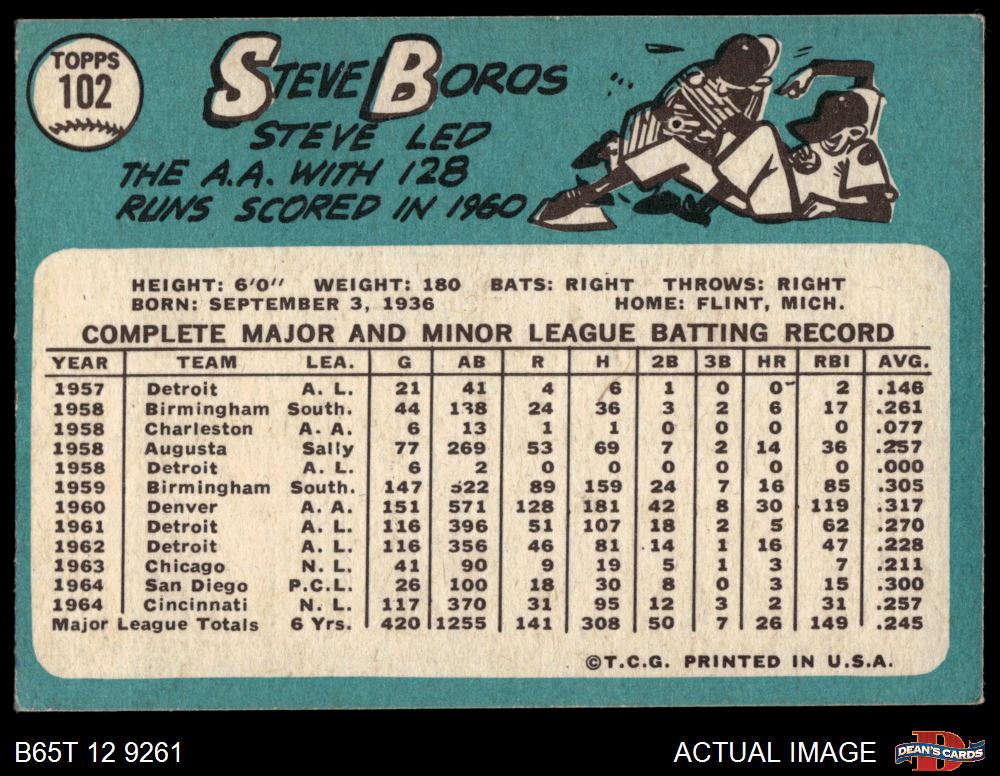 TOPPS
102
STEVE BOROS
STEVE LED
THE A.A. WITH 128
RUNS SCORED IN 1960
HEIGHT: 6'0" WEIGHT: 180 BATS: RIGHT THROWS: RIGHT
BORN: SEPTEMBER 3, 1936 HOME: FLINT, MICH.
COMPLETE MAJOR AND MINOR LEAGUE BATTING RECORD
YEAR TEAM LEA. G AB R H 2B 3B HR RBI AVG.
1957 Detroit A. L. 21 41 4 6 1 0 0 2 .146
1958 Birmingham South. 44 138 24 36 3 2 6 17 .261
1958 Charleston A. A. 6 13 1 1 0 0 0 0 .077
1958 Augusta Sally 77 269 53 69 7 2 14 36 .257
1958 Detroit A. L. 6 2 0 0 0 0 0 0 .000
1959 Birmingham South. 147 522 89 159 24 7 16 85 .305
1960 Denver A. A. 151 571 128 181 42 8 30 119 .317
1961 Detroit A. L. 116 396 51 107 18 2 5 62 .270
1962 Detroit A. L. 116 356 46 81 14 1 16 47 .228
1963 Chicago N. L. 41 90 9 19 5 1 3 7 .211
1964 San Diego P.C.L. 26 100 18 30 8 0 3 15 .300
1964 Cincinnati N. L. 117 370 31 95 12 3 2 31 .257
Major League Totals 6 Yrs. 420 1255 141 308 50 7 26 149 .245
©T.C.G. PRINTED IN U.S.A.
B65T 12 9261 ACTUAL IMAGE DEAN'S CARDS